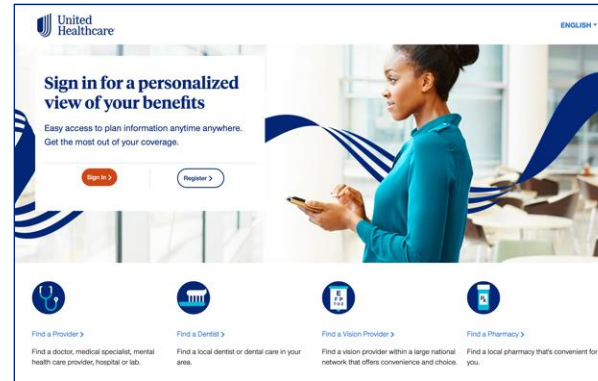 United
Healthcare
ENGLISH
Sign in for a personalized
view of your benefits
Easy access to plan information anytime anywhere.
Get the most out of your coverage.
Sign In >
Register >
E
F P
Rx
Find a Provider >
Find a Dentist >
Find a Vision Provider >
Find a Pharmacy >
Find a doctor, medical specialist, mental
health care provider, hospital or lab.
Find a local dentist or dental care in your
area.
Find a vision provider within a large national
network that offers convenience and choice.
Find a local pharmacy that's convenient for
you.